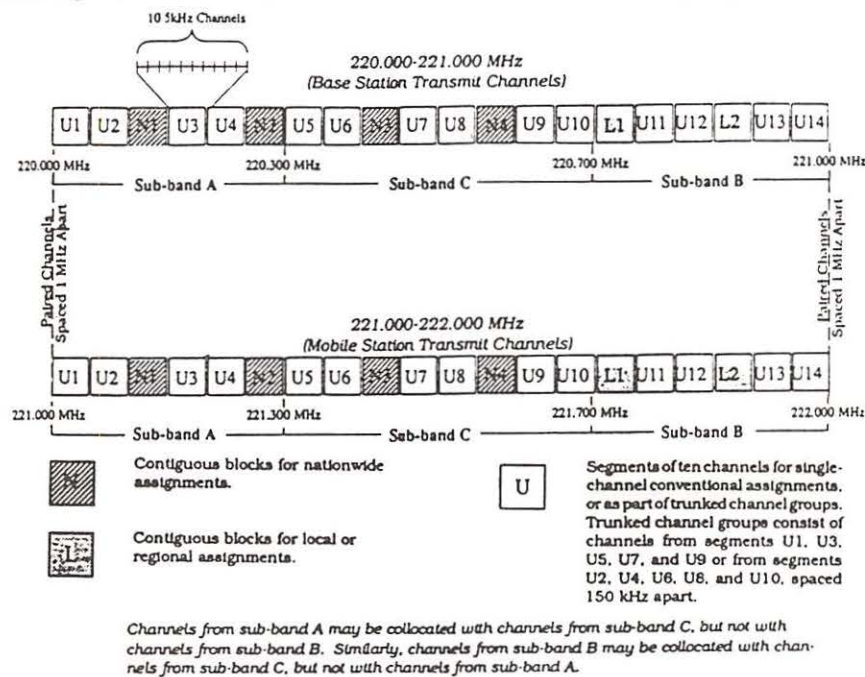 10 5kHz Channels
220.000-221.000 MHz
(Base Station Transmit Channels)
U1 U2 N1 U3 U4 N2 U5 U6 N3 U7 U8 N4 U9 U10 L1 U11 U12 L2 U13 U14
220.000 MHz 220.300 MHz 220.700 MHz 221.000 MHz
Sub-band A Sub-band C Sub-band B
Paired Channels
Spaced 1 MHz Apart
Paired Channels
Spaced 1 MHz Apart
221.000-222.000 MHz
(Mobile Station Transmit Channels)
U1 U2 N1 U3 U4 N2 U5 U6 N3 U7 U8 N4 U9 U10 L1 U11 U12 L2 U13 U14
221.000 MHz 221.300 MHz 221.700 MHz 222.000 MHz
Sub-band A Sub-band C Sub-band B
N
Contiguous blocks for nationwide
assignments.
L
Contiguous blocks for local or
regional assignments.
U
Segments of ten channels for single-
channel conventional assignments,
or as part of trunked channel groups.
Trunked channel groups consist of
channels from segments U1, U3,
U5, U7, and U9 or from segments
U2, U4, U6, U8, and U10, spaced
150 kHz apart.
Channels from sub-band A may be collocated with channels from sub-band C, but not with
channels from sub-band B. Similarly, channels from sub-band B may be collocated with chan-
nels from sub-band C, but not with channels from sub-band A.